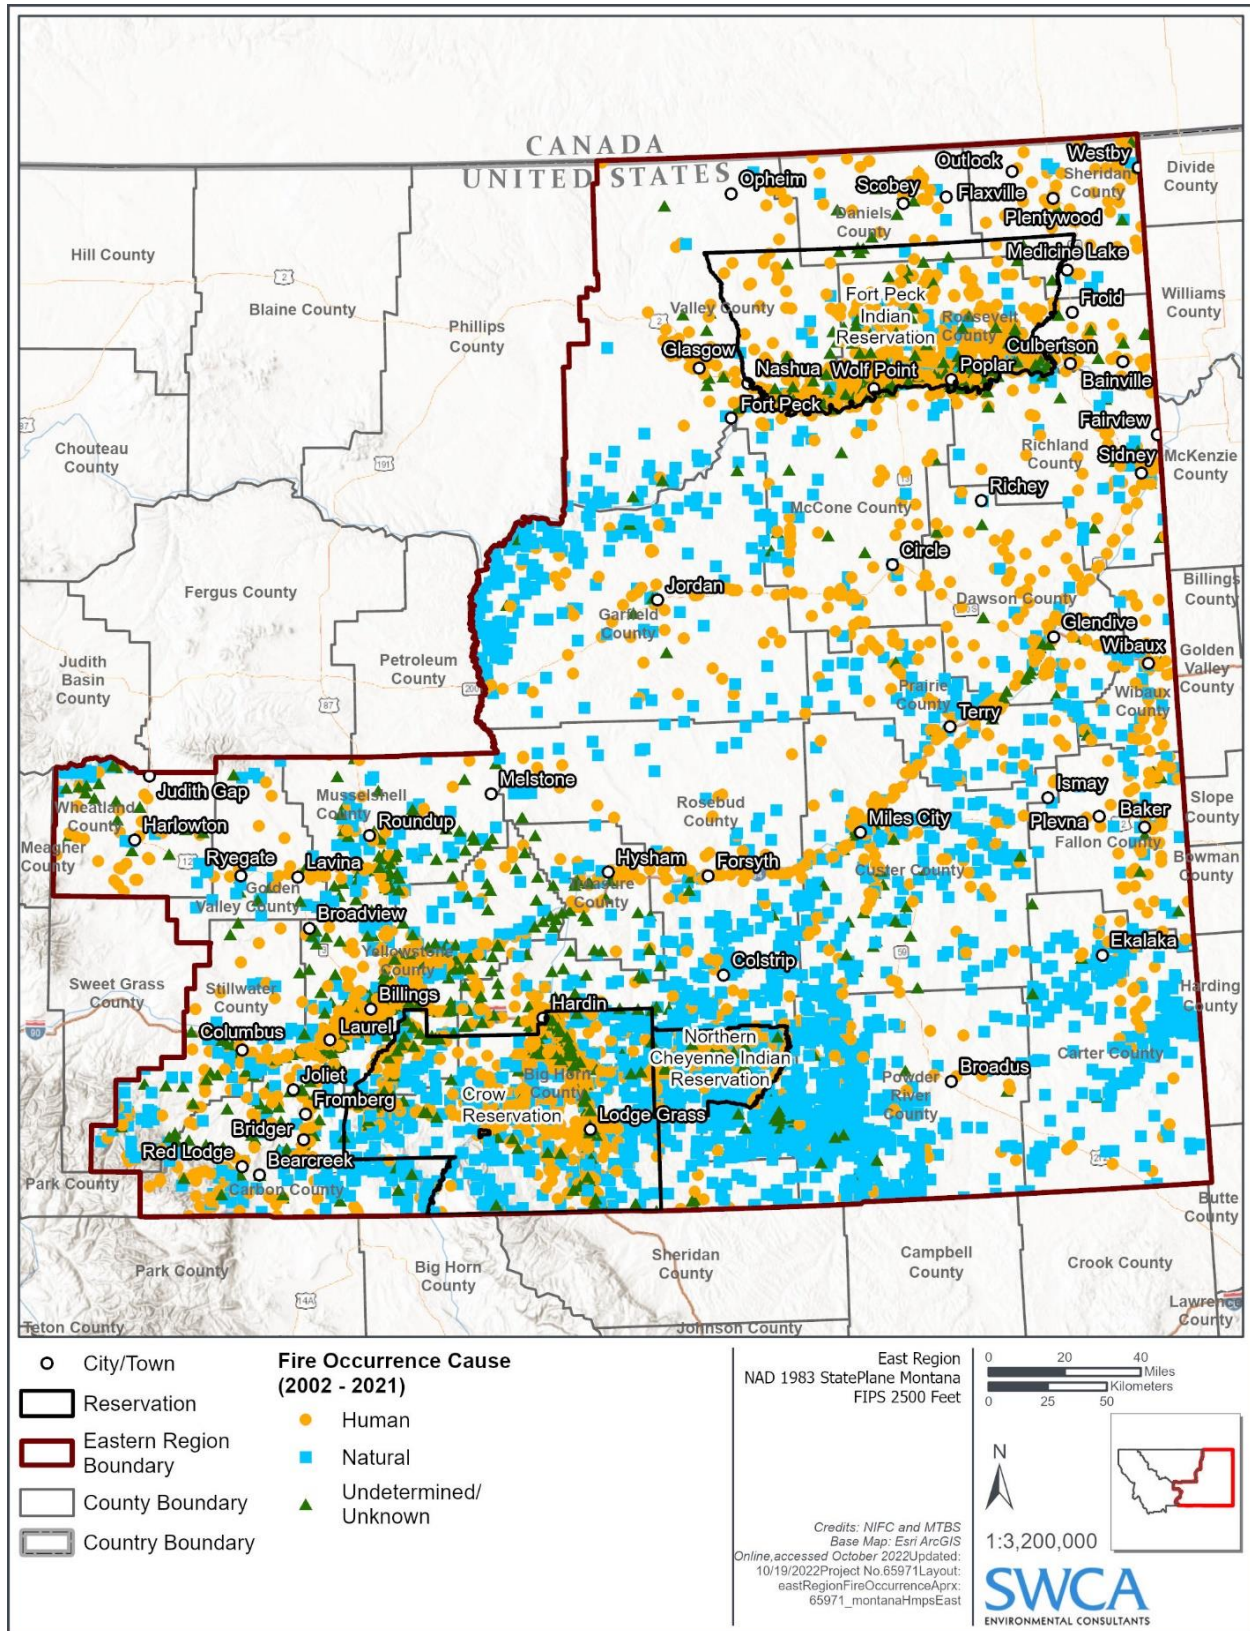 CANADA
UNITED STATES
Opheim
Outlook
Westby
Scobey
Flaxville
Sheridan
County
Divide
County
Daniels
County
Plentywood
Hill County
2
Blaine County
Medicine Lake
Phillips
County
2
Valley County
Fort Peck
Indian
Reservation
Roosevelt
County
Froid
Williams
County
Glasgow
Nashua
Wolf Point
Poplar
Culbertson
Bainville
Fort Peck
Fairview
Chouteau
County
191
Richland
County
Sidney
McKenzie
County
13
McCone County
Richey
Circle
Fergus County
Jordan
Garfield
County
Dawson County
Billings
County
Glendive
Judith
Basin
County
Petroleum
County
200
87
Wibaux
Golden
Valley
County
Prairie
County
Wibaux
County
Terry
Judith Gap
Melstone
Ismay
Wheatland
County
Musselshell
County
Rosebud
County
Slope
County
Harlowton
Roundup
Miles City
Plevna
Baker
Meagher
County
12
Ryegate
Lavina
Hysham
Forsyth
Fallon County
Bowman
County
Golden
Valley County
Treasure
County
Custer County
Broadview
3
Yellowstone
County
59
Ekalaka
Sweet Grass
County
Stillwater
County
Colstrip
Harding
County
90
Billings
Hardin
Columbus
Laurel
Northern
Cheyenne Indian
Reservation
Carter County
Joliet
Big Horn
County
Broadus
Fromberg
Crow
Reservation
Powder
River
County
Bridger
Lodge Grass
Red Lodge
Bearcreek
Park County
Carbon County
212
Butte
County
Park County
Big Horn
County
Sheridan
County
Campbell
County
Crook County
14A
Lawrence
County
Teton County
Johnson County
City/Town
Reservation
Eastern Region
Boundary
County Boundary
Country Boundary
Fire Occurrence Cause
(2002 - 2021)
Human
Natural
Undetermined/
Unknown
East Region
NAD 1983 StatePlane Montana
FIPS 2500 Feet
Credits: NIFC and MTBS
Base Map: Esri ArcGIS
Online,accessed October 2022Updated:
10/19/2022Project No.65971Layout:
eastRegionFireOccurrenceAprx:
65971_montanaHmpsEast
0 20 40
Miles
Kilometers
0 25 50
N
1:3,200,000
SWCA
ENVIRONMENTAL CONSULTANTS